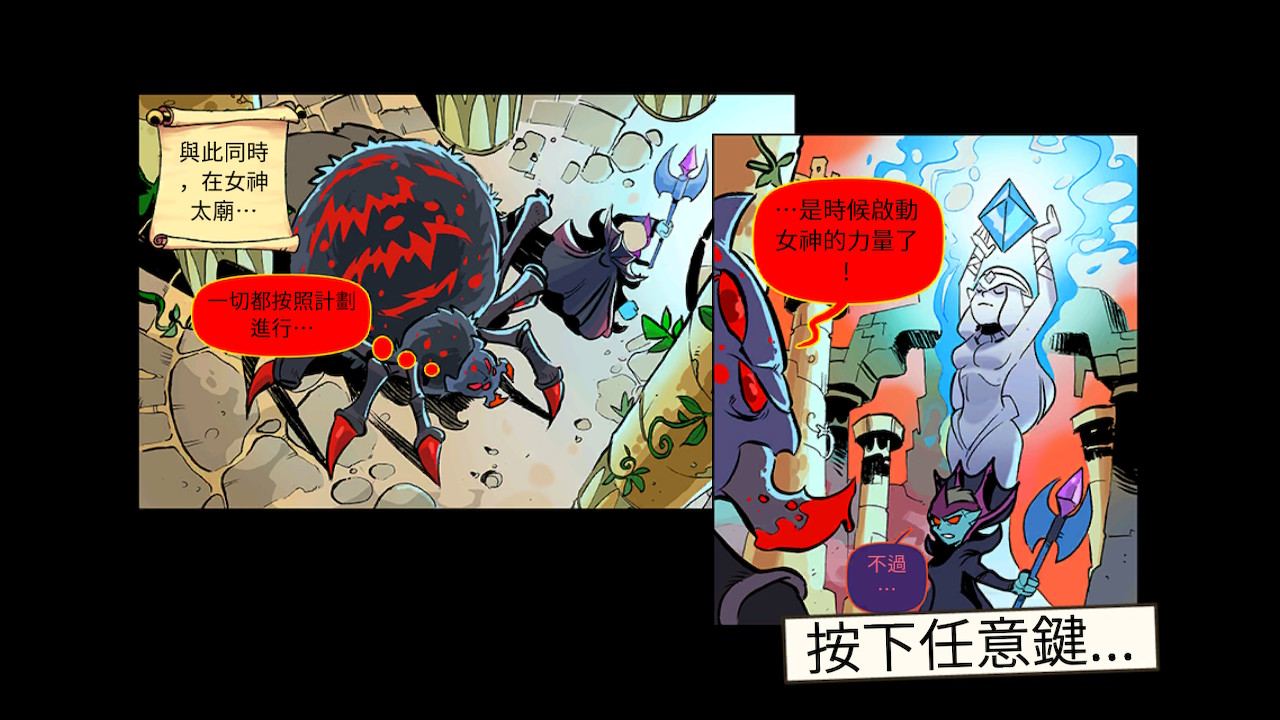 與此同時
，在女神
太廟…
一切都按照計劃
進行…
…是時候啟動
女神的力量了
！
不過
…
按下任意鍵...